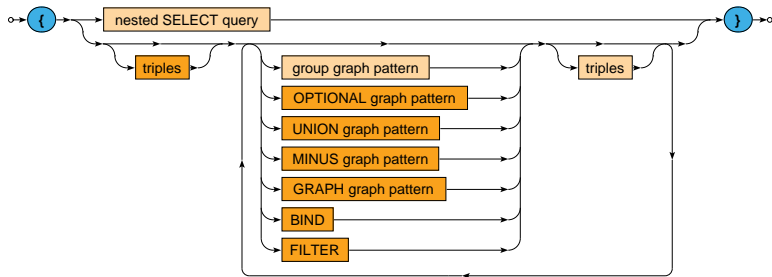 { nested SELECT query }
triples group graph pattern triples
OPTIONAL graph pattern
UNION graph pattern
MINUS graph pattern
GRAPH graph pattern
BIND
FILTER